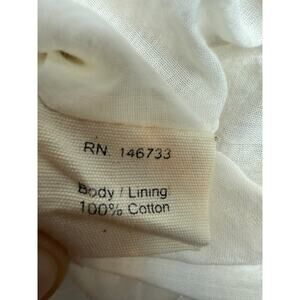 RN. 146733
Body / Lining
100% Cotton